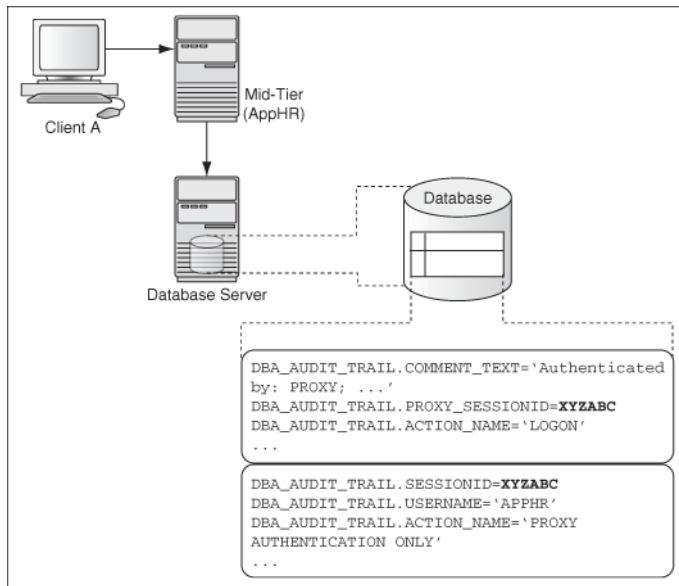 Client A
Mid-Tier
(AppHR)
Database Server
Database
DBA_AUDIT_TRAIL.COMMENT_TEXT=‘Authenticated
by: PROXY; ...’
DBA_AUDIT_TRAIL.PROXY_SESSIONID=XYZABC
DBA_AUDIT_TRAIL.ACTION_NAME=‘LOGON’
...
DBA_AUDIT_TRAIL.SESSIONID=XYZABC
DBA_AUDIT_TRAIL.USERNAME=‘APPHR’
DBA_AUDIT_TRAIL.ACTION_NAME=‘PROXY
AUTHENTICATION ONLY’
...